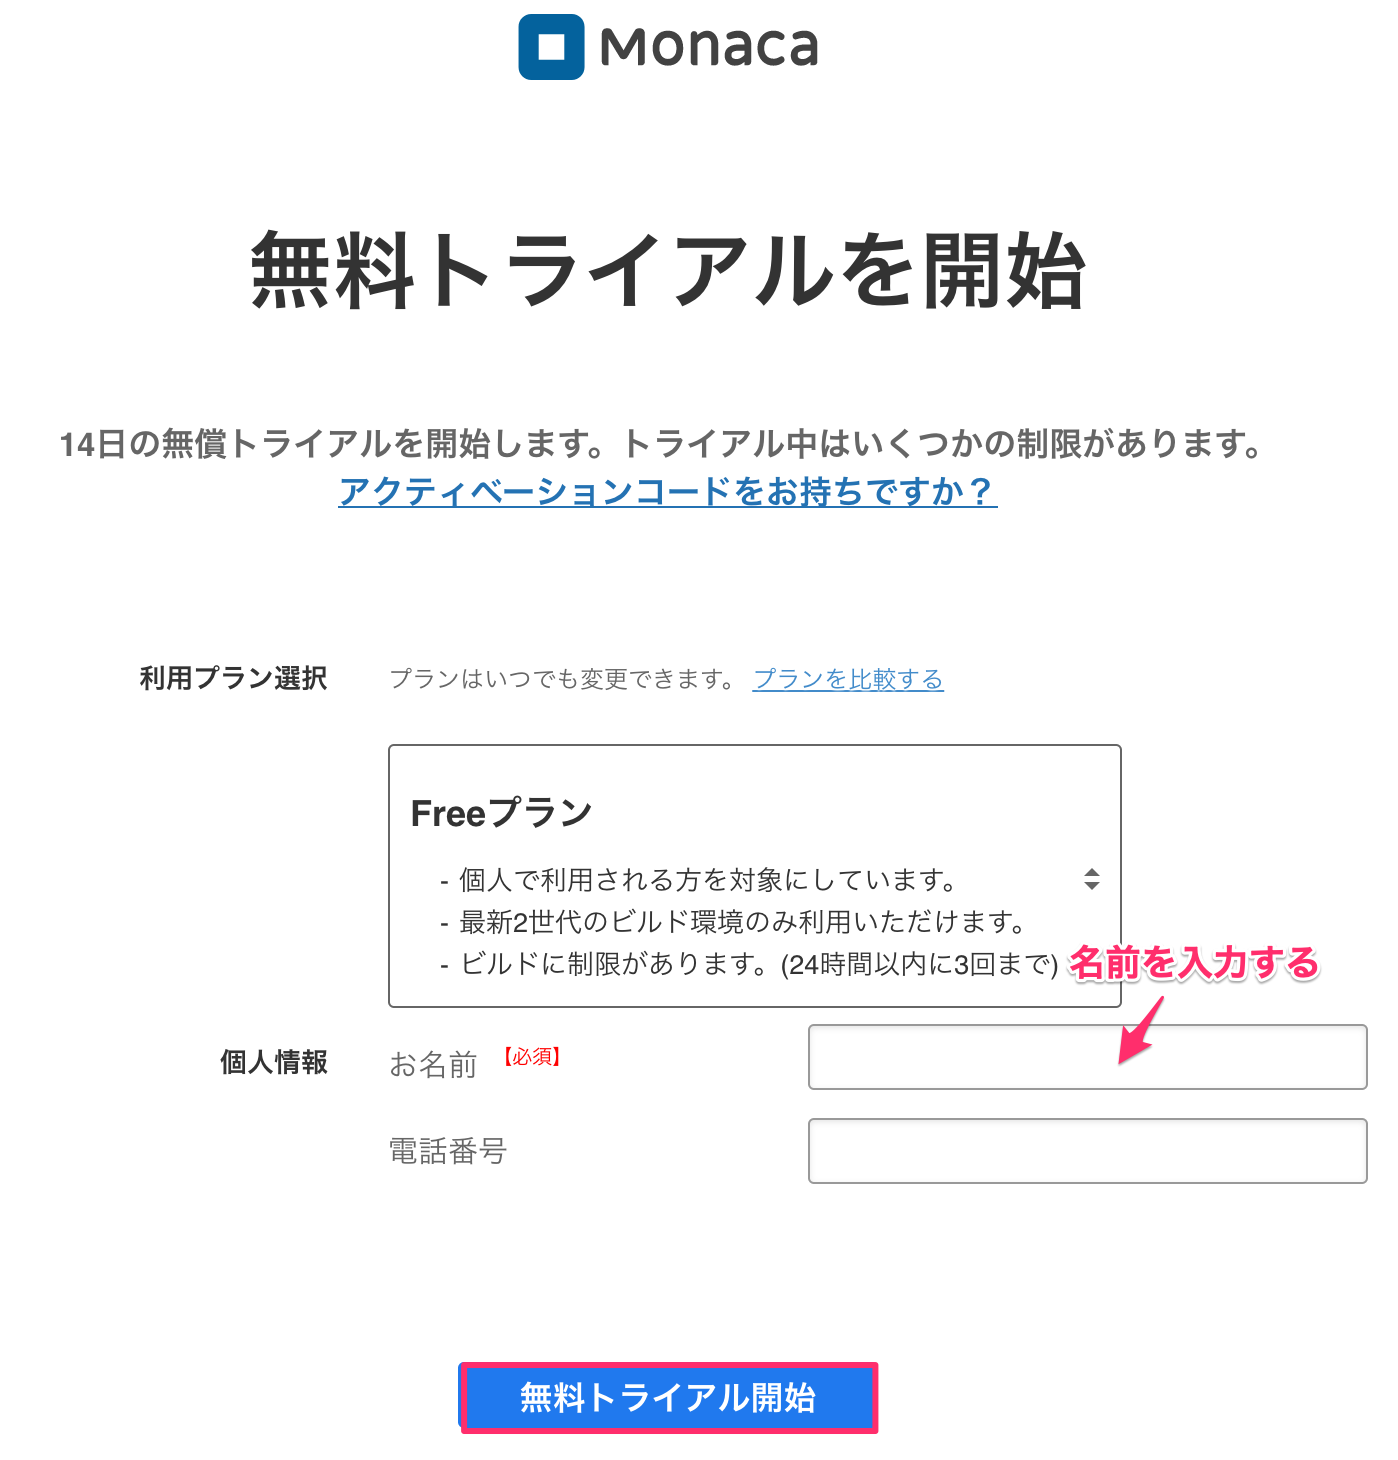 Monaca
無料トライアルを開始
14日の無償トライアルを開始します。トライアル中はいくつかの制限があります。
アクティベーションコードをお持ちですか？
利用プラン選択 プランはいつでも変更できます。 プランを比較する
Freeプラン
- 個人で利用される方を対象にしています。
- 最新2世代のビルド環境のみ利用いただけます。
- ビルドに制限があります。(24時間以内に3回まで)
名前を入力する
個人情報 お名前 【必須】
電話番号
無料トライアル開始